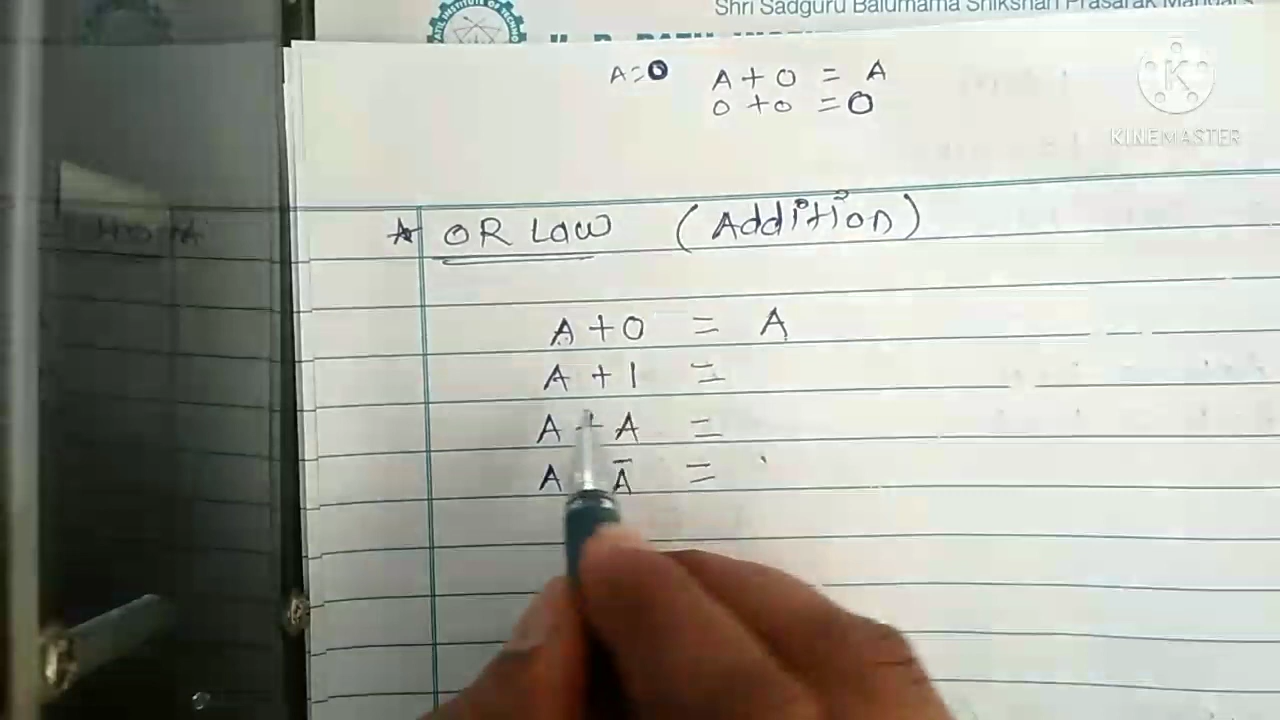 Shri Sadguru Balumama Shikshan Prasarak Mandal's
A=0 A + 0 = A
0 + 0 = 0
KINEMASTER
* OR Law (Addition)
A + 0 = A
A + 1 =
A + A =
A Ā =